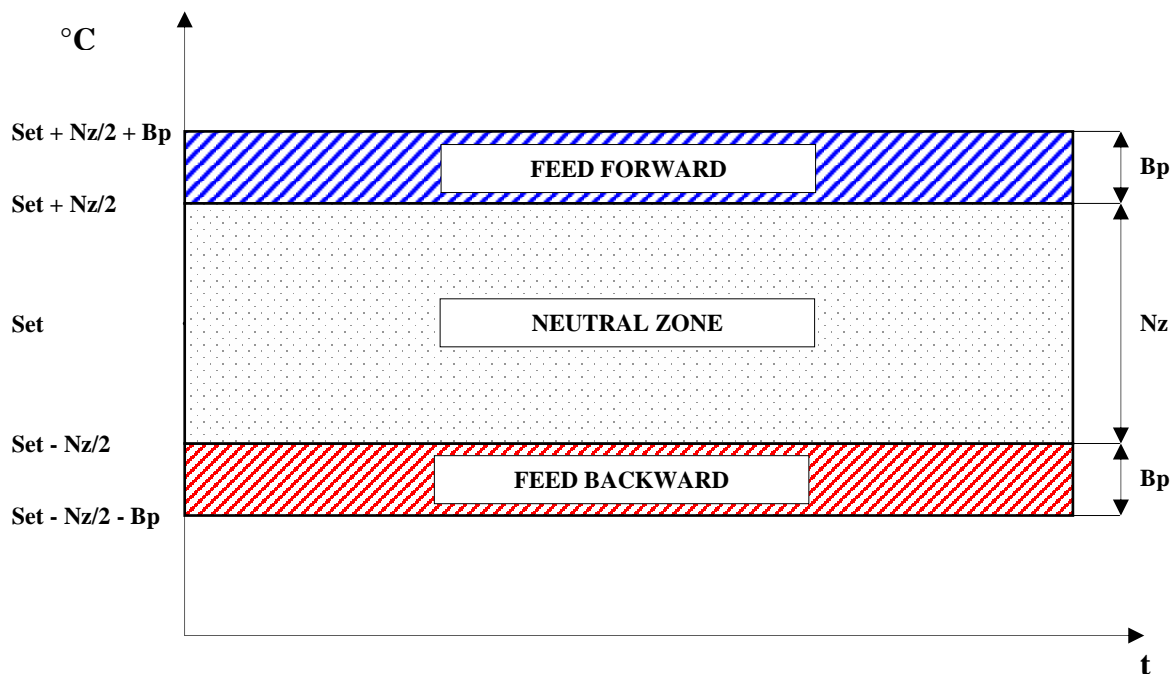 °C
Set + Nz/2 + Bp
FEED FORWARD
Bp
Set + Nz/2
Set
NEUTRAL ZONE
Nz
Set - Nz/2
FEED BACKWARD
Bp
Set - Nz/2 - Bp
t